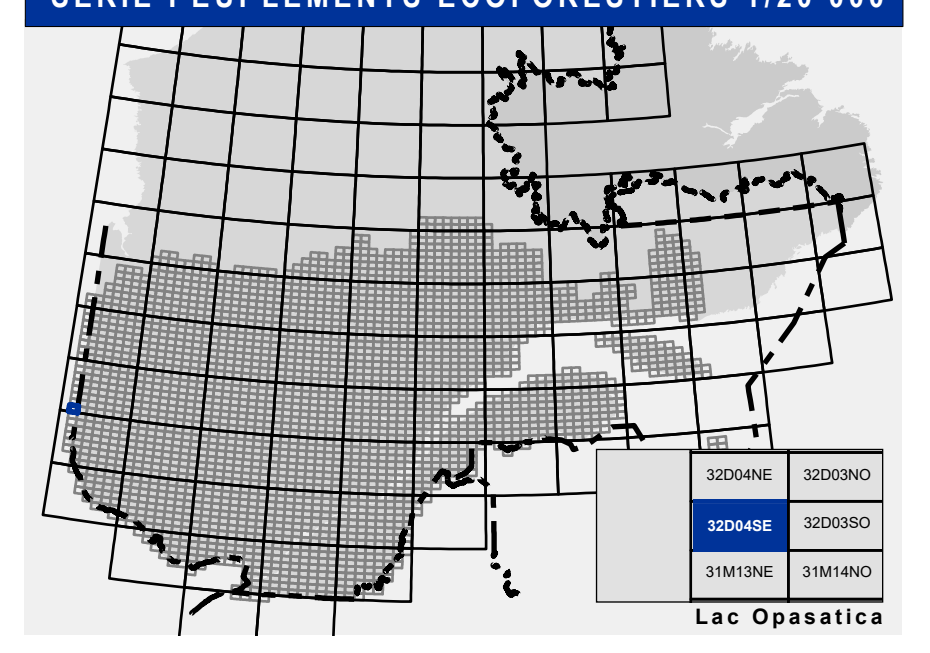 SÉRIE PEUPLEMENTS ÉCOFORESTIERS 1/20 000
32D04NE 32D03NO
32D04SE 32D03SO
31M13NE 31M14NO
Lac Opasatica